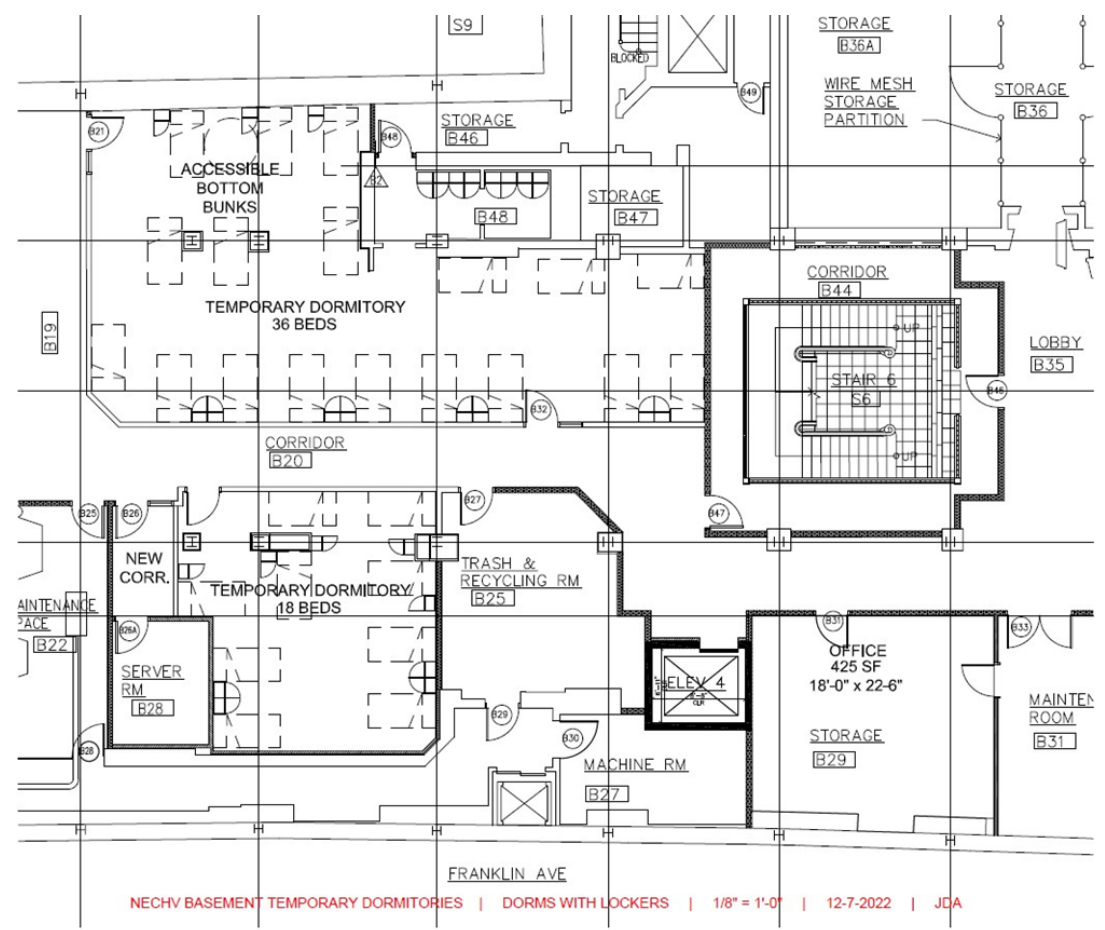 S9
STORAGE
B36A
BLOCKED
B49
WIRE MESH
STORAGE
PARTITION
STORAGE
B36
B21
B48
STORAGE
B46
ACCESSIBLE
BOTTOM
BUNKS
B2
B48
STORAGE
B47
CORRIDOR
B44
TEMPORARY DORMITORY
36 BEDS
B19
UP
LOBBY
B35
STAIR 6
S6
B46
B32
CORRIDOR
B20
UP
B25
B26
B27
B47
NEW
CORR.
TRASH &
RECYCLING RM
B25
TEMPORARY DORMITORY
18 BEDS
AINTENANCE
PACE
B22
B26A
B31
B33
OFFICE
425 SF
18'-0" x 22-6"
SERVER
RM
B28
ELEV 4
CLR
MAINTEN
ROOM
B31
B29
B30
B28
STORAGE
B29
MACHINE RM
B27
FRANKLIN AVE
NECHV BASEMENT TEMPORARY DORMITORIES | DORMS WITH LOCKERS | 1/8" = 1'-0" | 12-7-2022 | JDA